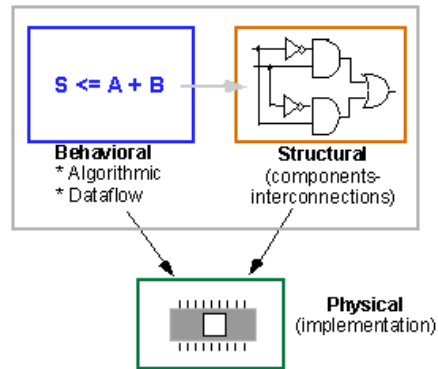 S <= A + B
Behavioral
* Algorithmic
* Dataflow
Structural
(components-
interconnections)
Physical
(implementation)